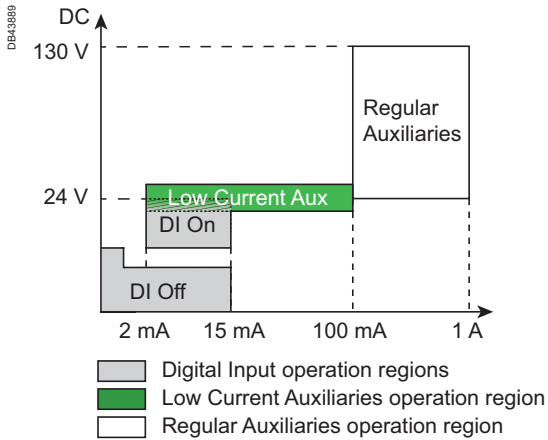 DB43889
DC
130 V
Regular
Auxiliaries
24 V
Low Current Aux
DI On
DI Off
2 mA
15 mA
100 mA
1 A
Digital Input operation regions
Low Current Auxiliaries operation region
Regular Auxiliaries operation region